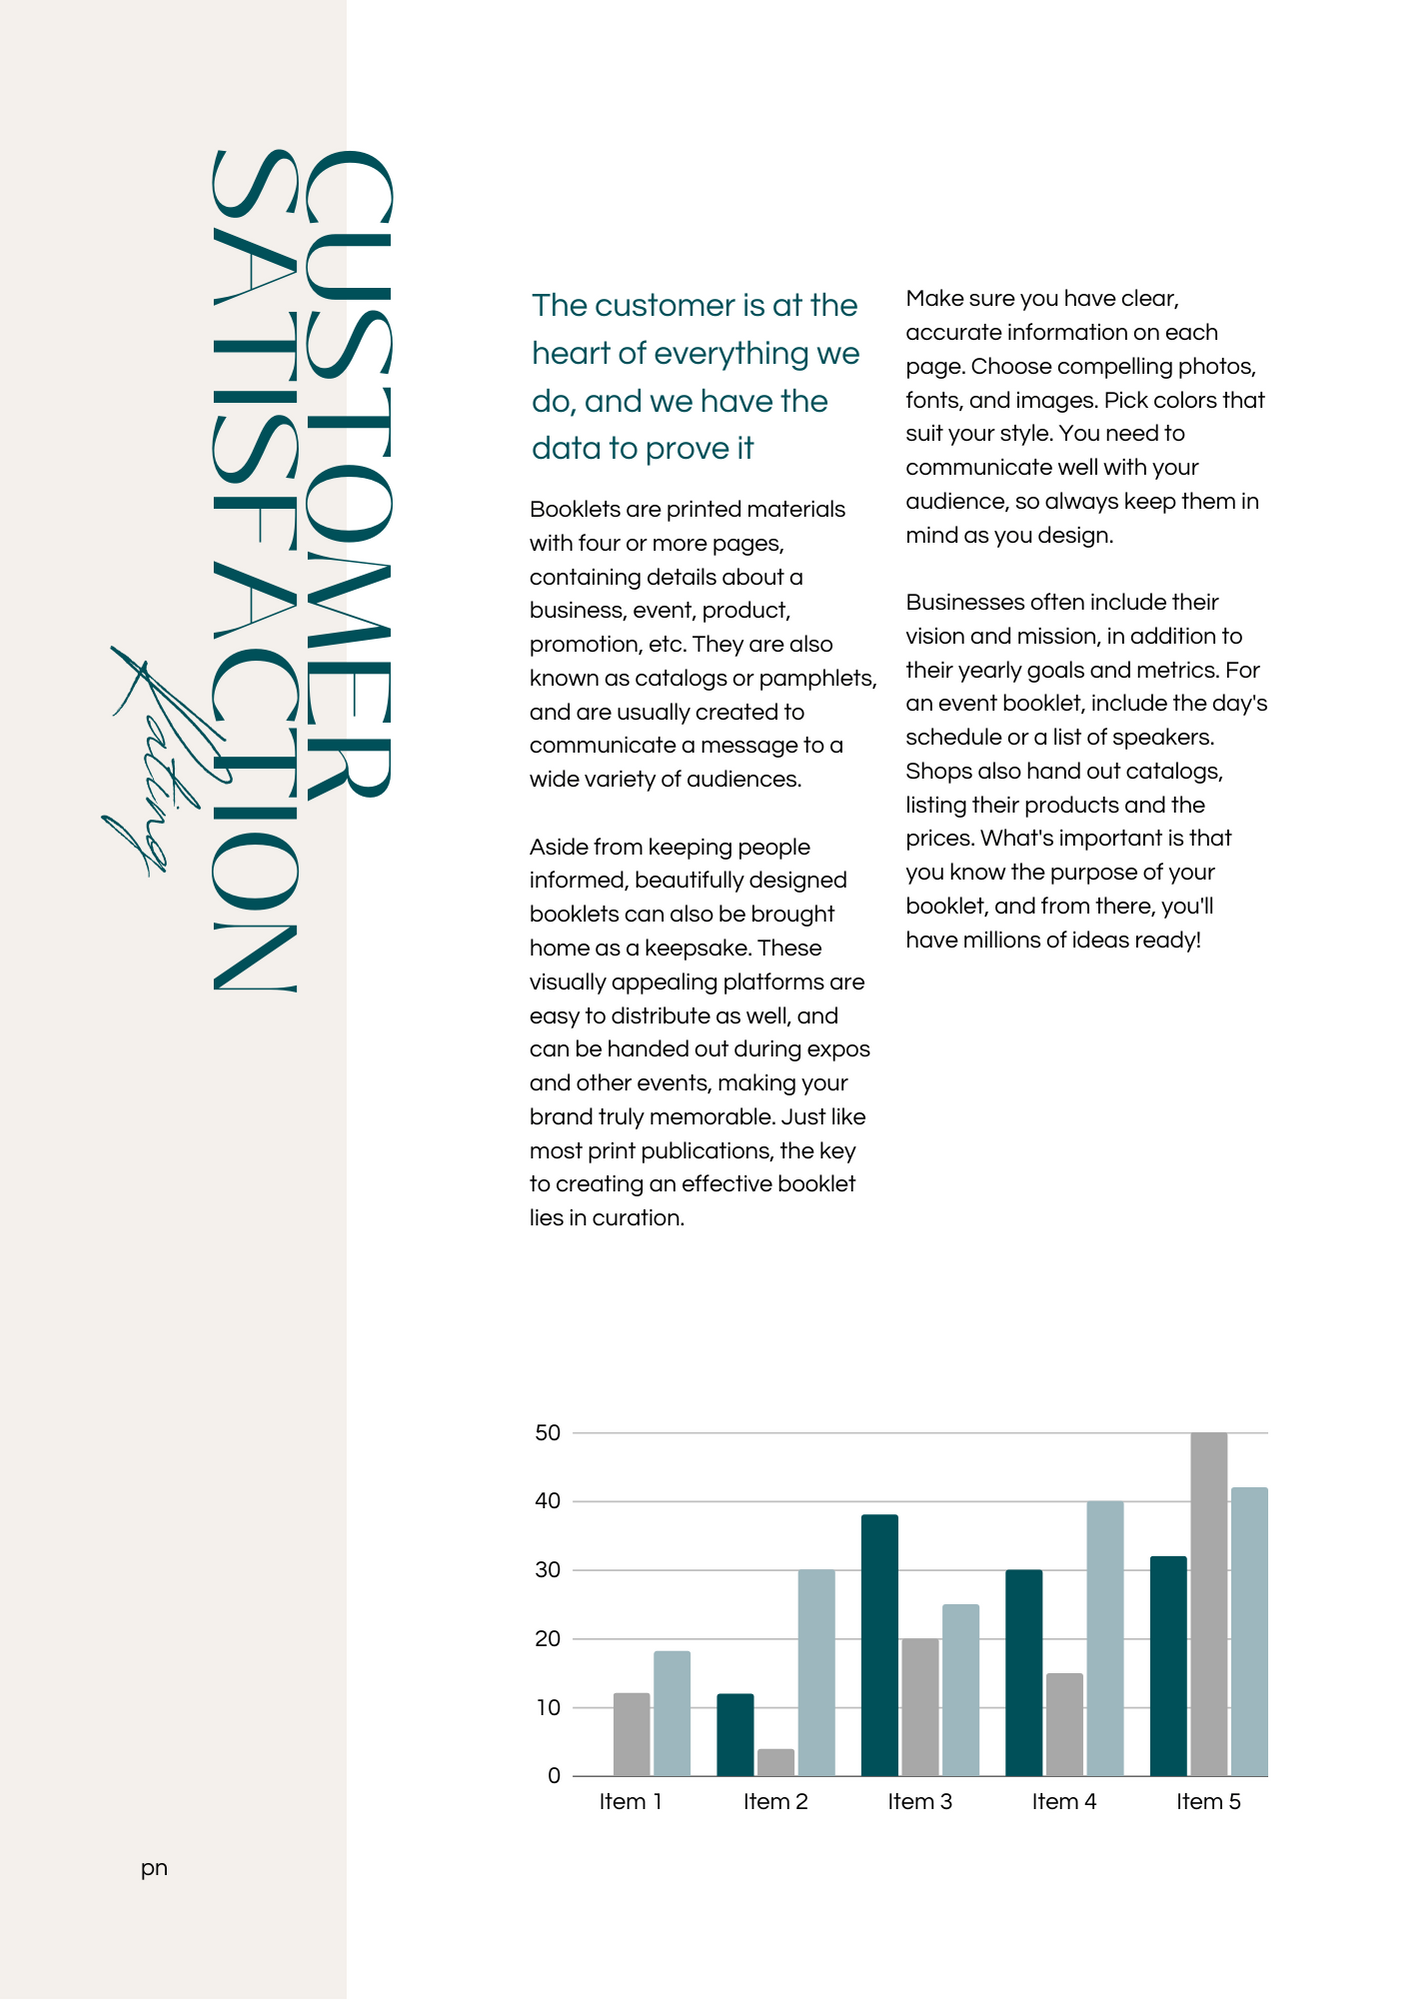 CUSTOMER
SATISFACTION
Rating
The customer is at the
heart of everything we
do, and we have the
data to prove it
Booklets are printed materials
with four or more pages,
containing details about a
business, event, product,
promotion, etc. They are also
known as catalogs or pamphlets,
and are usually created to
communicate a message to a
wide variety of audiences.
Aside from keeping people
informed, beautifully designed
booklets can also be brought
home as a keepsake. These
visually appealing platforms are
easy to distribute as well, and
can be handed out during expos
and other events, making your
brand truly memorable. Just like
most print publications, the key
to creating an effective booklet
lies in curation.
Make sure you have clear,
accurate information on each
page. Choose compelling photos,
fonts, and images. Pick colors that
suit your style. You need to
communicate well with your
audience, so always keep them in
mind as you design.
Businesses often include their
vision and mission, in addition to
their yearly goals and metrics. For
an event booklet, include the day's
schedule or a list of speakers.
Shops also hand out catalogs,
listing their products and the
prices. What's important is that
you know the purpose of your
booklet, and from there, you'll
have millions of ideas ready!
50
40
30
20
10
0
Item 1 Item 2 Item 3 Item 4 Item 5
pn